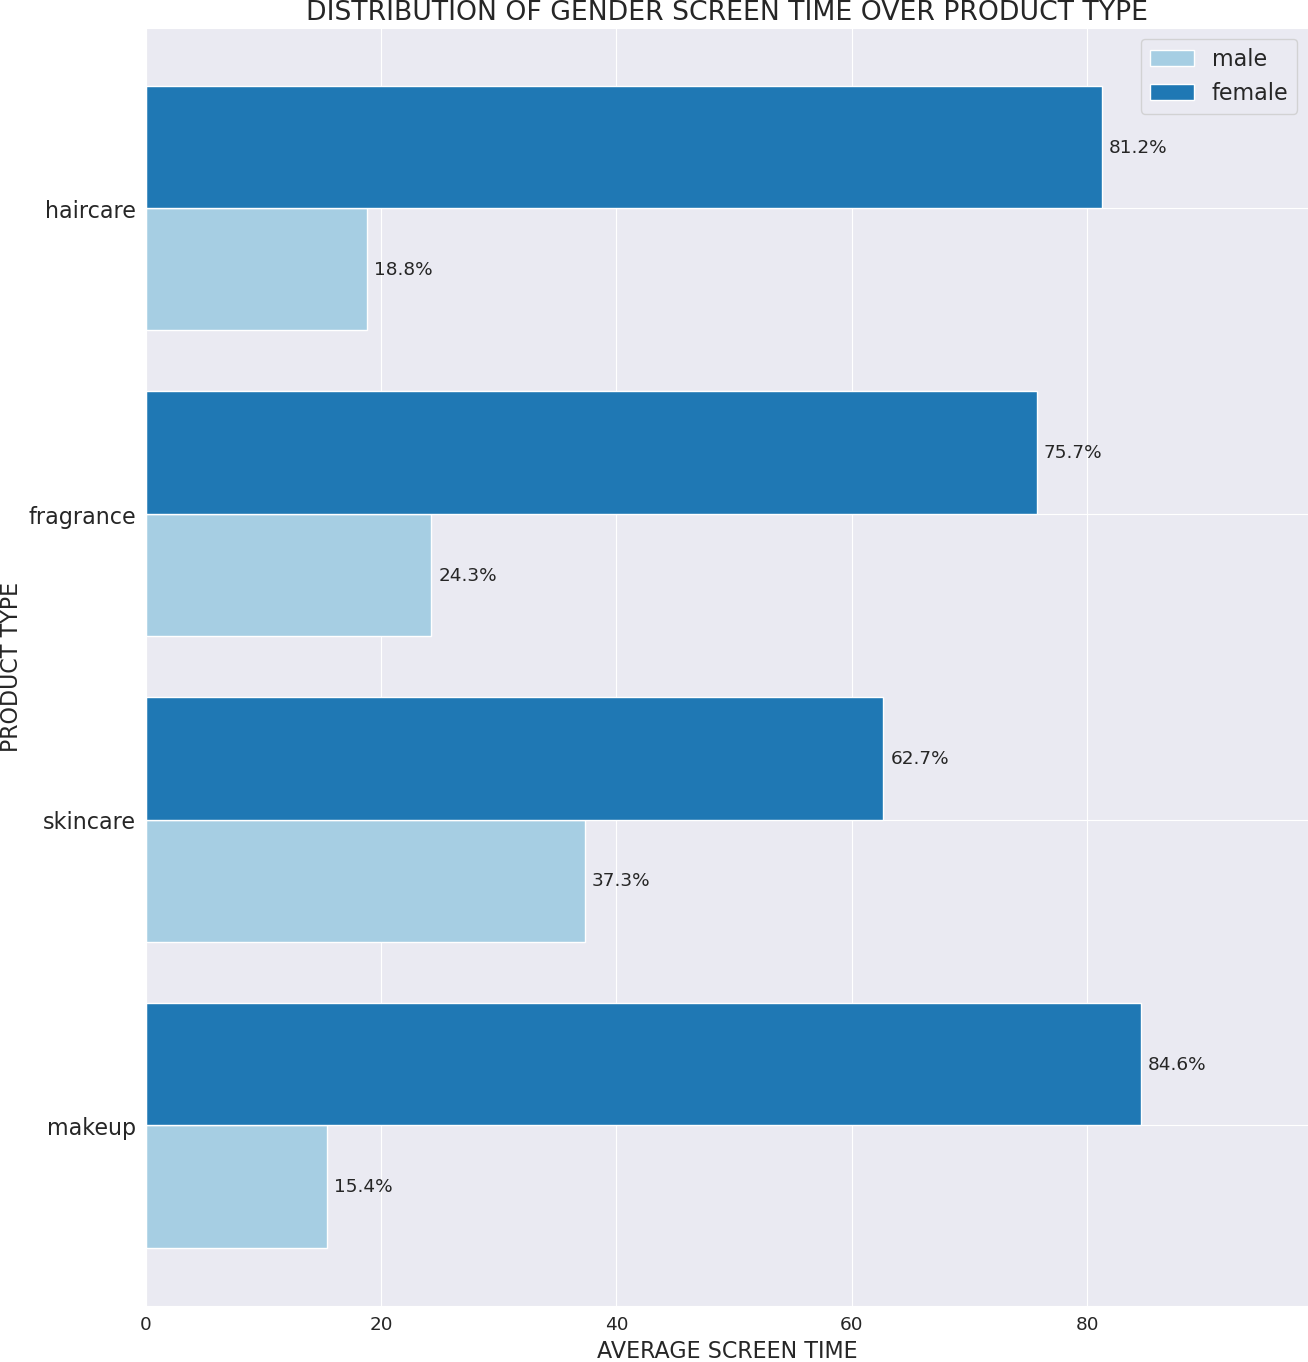 DISTRIBUTION OF GENDER SCREEN TIME OVER PRODUCT TYPE
male
female
81.2%
haircare
18.8%
75.7%
fragrance
24.3%
PRODUCT TYPE
62.7%
skincare
37.3%
84.6%
makeup
15.4%
0 20 40 60 80
AVERAGE SCREEN TIME